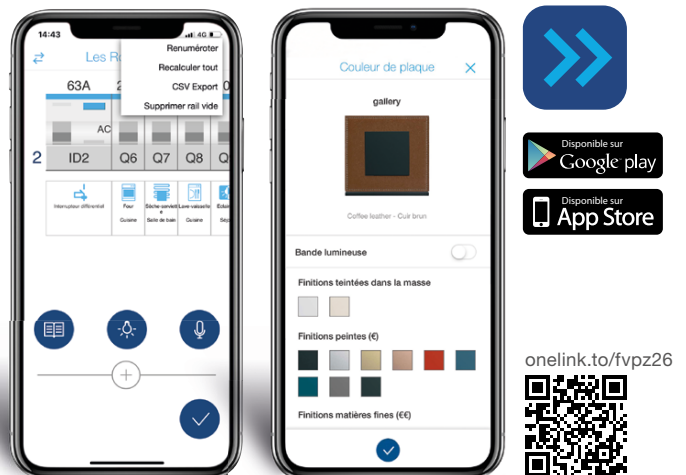 14:43
4G
Les R
Renuméroter
Recalculer tout
CSV Export
Supprimer rail vide
63A
AC
2
ID2
Q6
Q7
Q8
Interrupteur différentiel
Four
Cuisine
Sèche-serviett
e
Salle de bain
Lave-vaisselle
Cuisine
Couleur de plaque
gallery
Coffee leather - Cuir brun
Bande lumineuse
Finitions teintées dans la masse
Finitions peintes (€)
Finitions matières fines (€€)
Disponible sur
Google play
Disponible sur
App Store
onelink.to/fvpz26